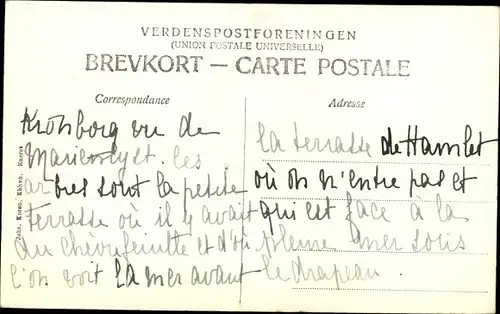 VERDENSPOSTFORENINGEN
(UNION POSTALE UNIVERSELLE)
BREVKORT — CARTE POSTALE
Correspondance
Adresse
Kronborg vu de
Marienlyst. les
arbres sont la petite
terrasse où il y avait
du chèvrefeuille et d'où
l'on voit la mer avant
la terrasse de Hamlet
où on n'entre pas et
qui est face à la
pleine mer sous
le drapeau.